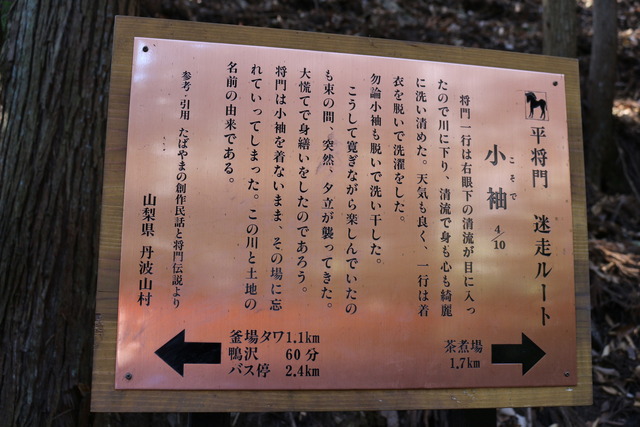 平将門 迷走ルート
小袖 4/10
こそで
将門一行は右眼下の清流が目に入っ
たので川に下り、清流で身も心も綺麗
に洗い清めた。天気も良く、一行は着
衣を脱いで洗濯をした。
勿論小袖も脱いで洗い干した。
こうして寛ぎながら楽しんでいたの
も束の間、突然、夕立が襲ってきた。
大慌てで身繕いをしたのであろう。
将門は小袖を着ないまま、その場に忘
れていってしまった。この川と土地の
名前の由来である。
参考・引用 たばやまの創作民話と将門伝説より
山梨県 丹波山村
茶煮場
1.7km
釜場タワ1.1km
鴨沢 60分
バス停 2.4km